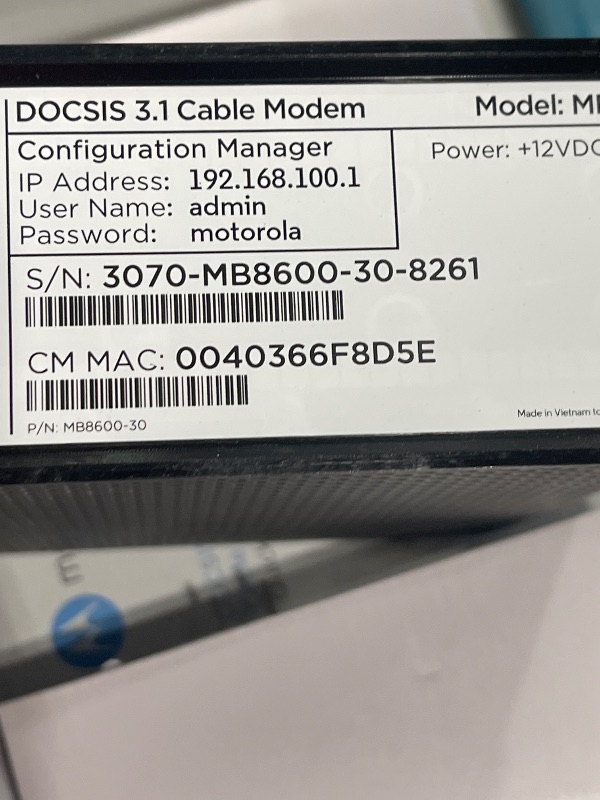 DOCSIS 3.1 Cable Modem
Model:
Configuration Manager
Power: +12VDC
IP Address: 192.168.100.1
User Name: admin
Password: motorola
S/N: 3070-MB8600-30-8261
CM MAC: 0040366F8D5E
Made in Vietnam
P/N: MB8600-30